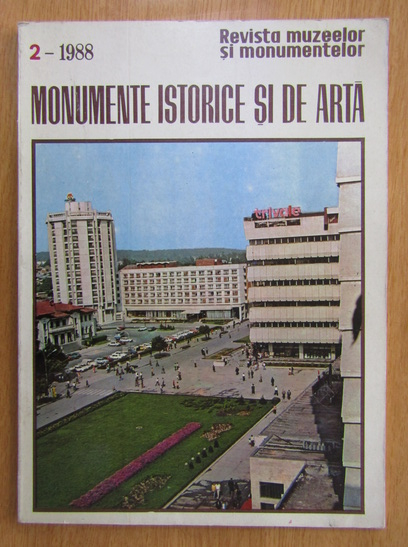 2 - 1988
Revista muzeelor
și monumentelor
MONUMENTE ISTORICE ȘI DE ARTĂ